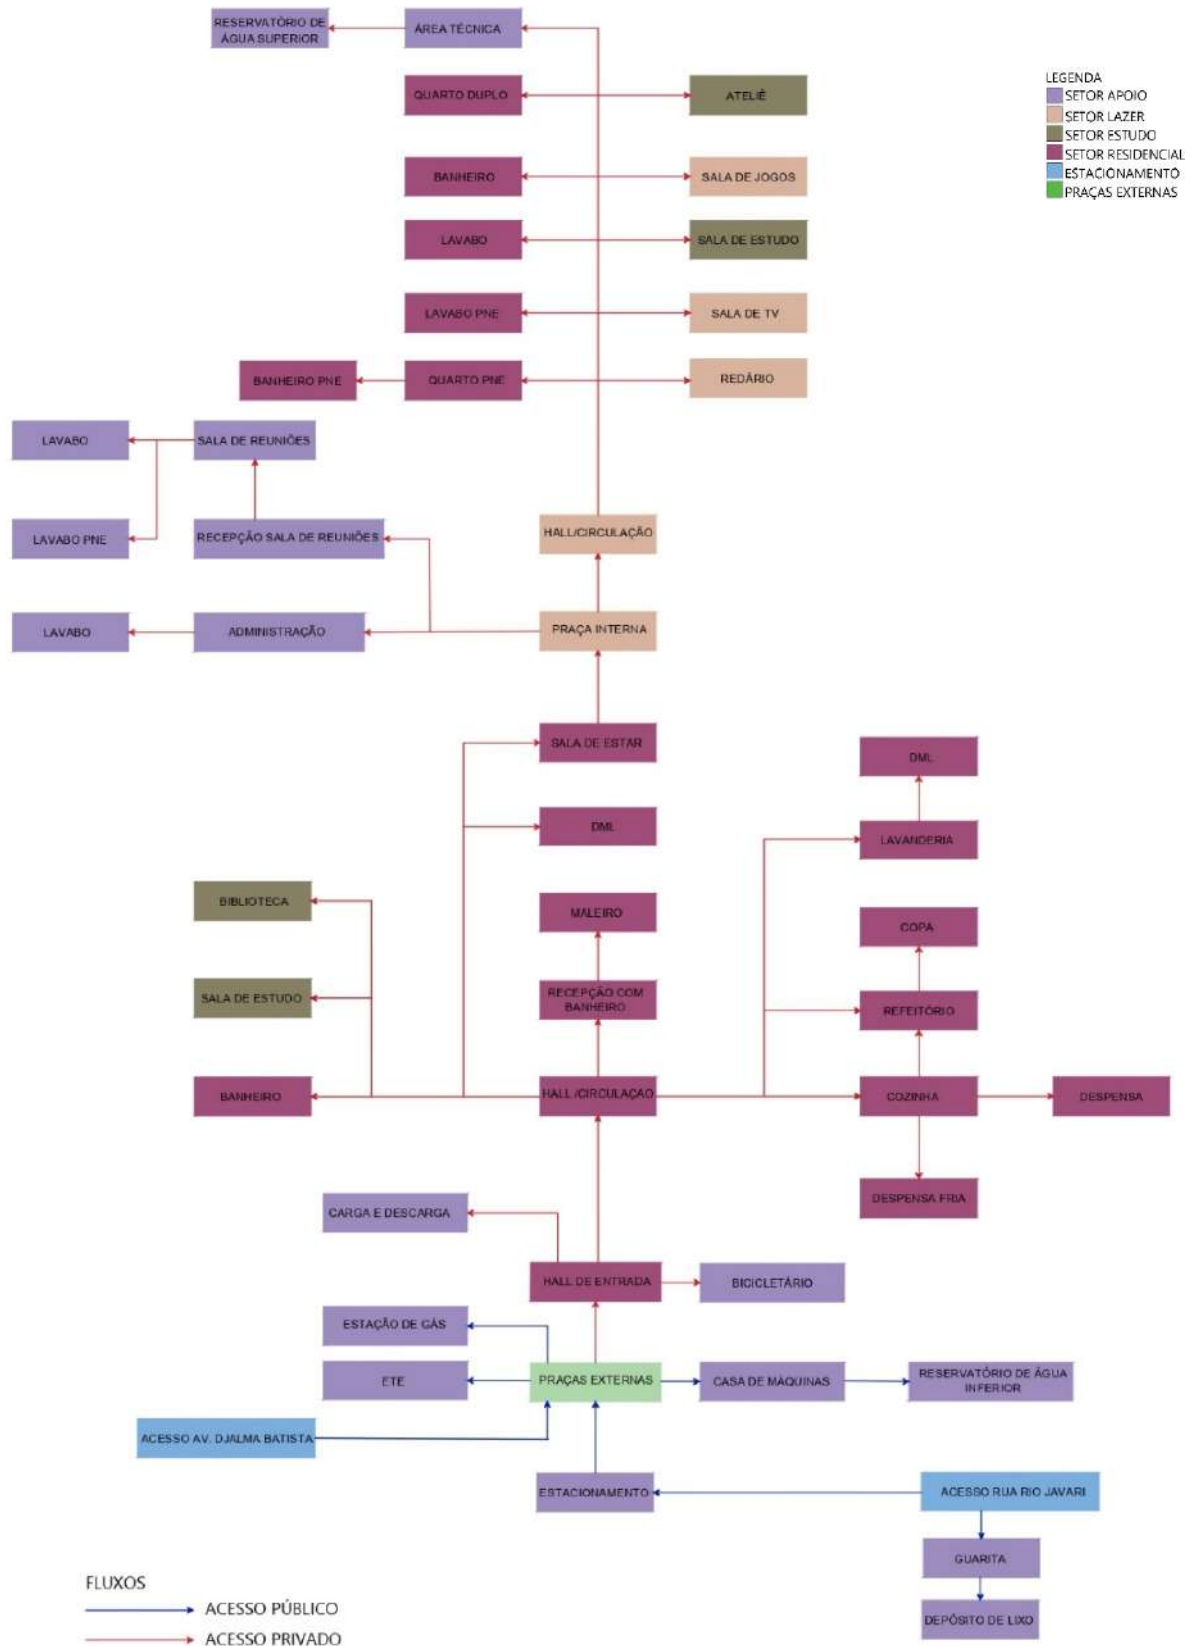 RESERVATÓRIO DE
ÁGUA SUPERIOR
ÁREA TÉCNICA
LEGENDA
SETOR APOIO
SETOR LAZER
SETOR ESTUDO
SETOR RESIDENCIAL
ESTACIONAMENTO
PRAÇAS EXTERNAS
QUARTO DUPLO
ATELIÊ
BANHEIRO
SALA DE JOGOS
LAVABO
SALA DE ESTUDO
LAVABO PNE
SALA DE TV
BANHEIRO PNE
QUARTO PNE
REDÁRIO
LAVABO
SALA DE REUNIÕES
LAVABO PNE
RECEPÇÃO SALA DE REUNIÕES
HALL/CIRCULAÇÃO
LAVABO
ADMINISTRAÇÃO
PRAÇA INTERNA
SALA DE ESTAR
DML
DML
LAVANDERIA
BIBLIOTECA
MALEIRO
COPA
SALA DE ESTUDO
RECEPÇÃO COM
BANHEIRO
REFEITÓRIO
BANHEIRO
HALL /CIRCULAÇAO
COZINHA
DESPENSA
DESPENSA FRIA
CARGA E DESCARGA
HALL DE ENTRADA
BICICLETÁRIO
ESTAÇÃO DE GÁS
ETE
PRAÇAS EXTERNAS
CASA DE MÁQUINAS
RESERVATÓRIO DE ÁGUA
INFERIOR
ACESSO AV. DJALMA BATISTA
ESTACIONAMENTO
ACESSO RUA RIO JAVARI
GUARITA
DEPÓSITO DE LIXO
FLUXOS
ACESSO PÚBLICO
ACESSO PRIVADO